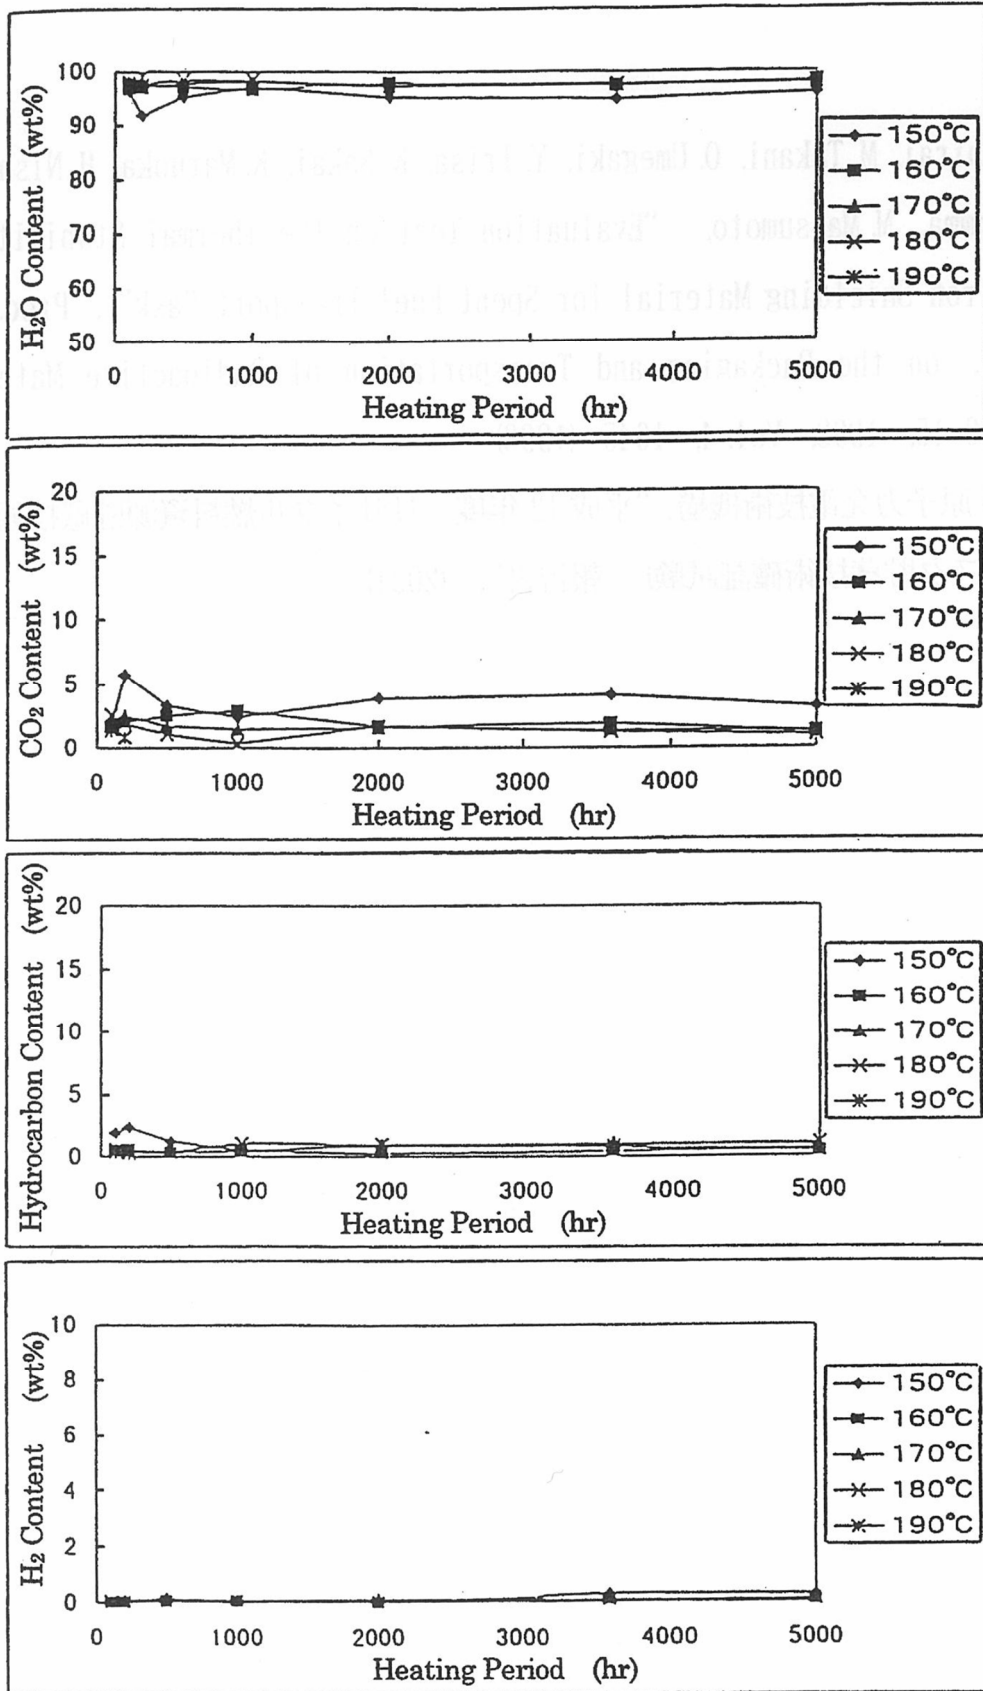 H₂O Content (wt%)
100
90
80
70
60
50
0
1000
2000
3000
4000
5000
Heating Period (hr)
150°C
160°C
170°C
180°C
190°C
CO₂ Content (wt%)
20
15
10
5
0
0
1000
2000
3000
4000
5000
Heating Period (hr)
150°C
160°C
170°C
180°C
190°C
Hydrocarbon Content (wt%)
20
15
10
5
0
0
1000
2000
3000
4000
5000
Heating Period (hr)
150°C
160°C
170°C
180°C
190°C
H₂ Content (wt%)
10
8
6
4
2
0
0
1000
2000
3000
4000
5000
Heating Period (hr)
150°C
160°C
170°C
180°C
190°C